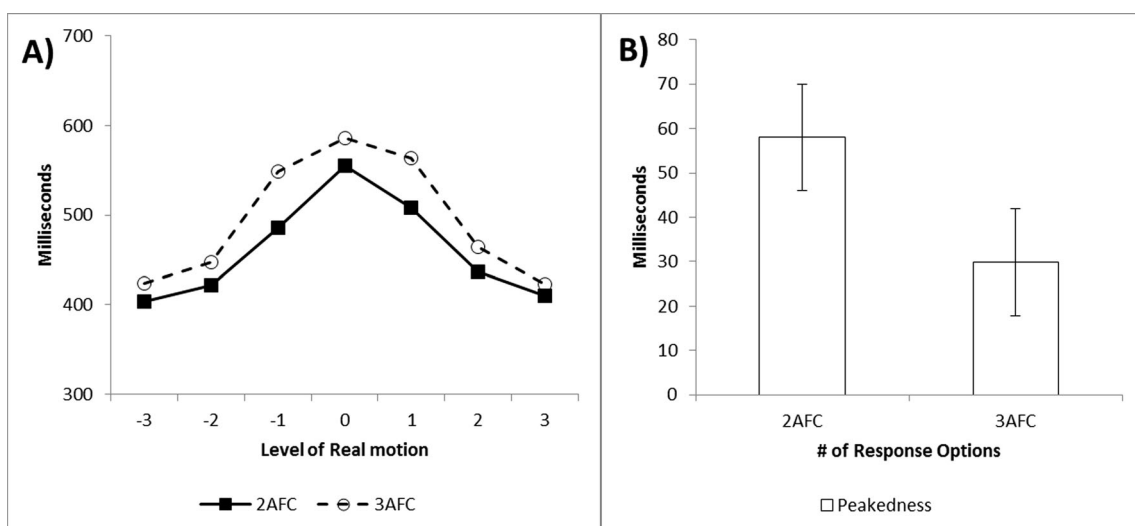 A)
700
600
500
400
300
Milliseconds
-3 -2 -1 0 1 2 3
Level of Real motion
2AFC 3AFC
B)
80
70
60
50
40
30
20
10
0
Milliseconds
2AFC 3AFC
# of Response Options
Peakedness